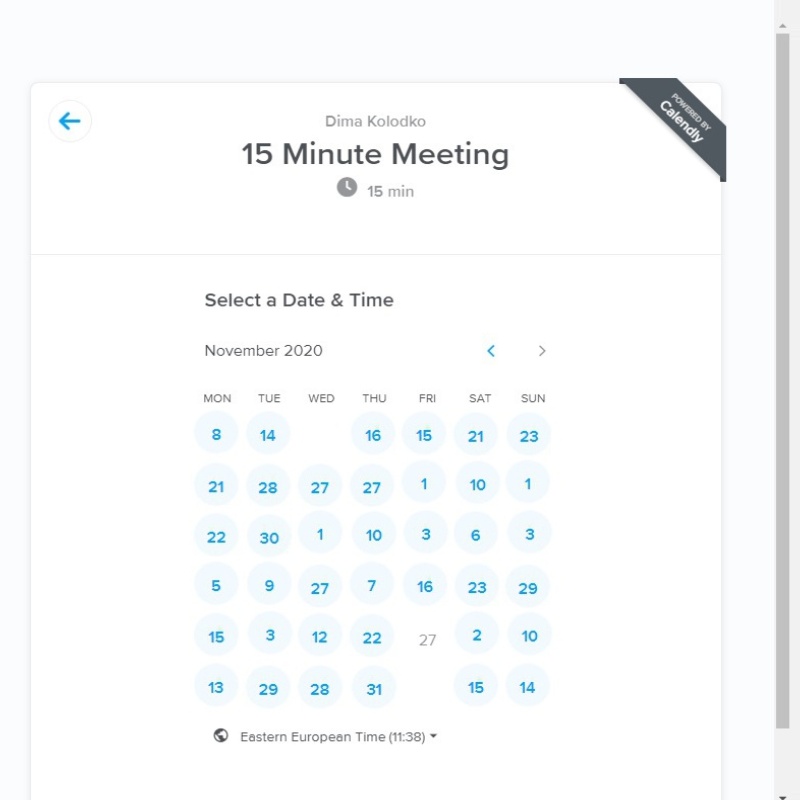 POWERED BY
Calendly
Dima Kolodko
15 Minute Meeting
15 min
Select a Date & Time
November 2020
MON TUE WED THU FRI SAT SUN
8 14 16 15 21 23
21 28 27 27 1 10 1
22 30 1 10 3 6 3
5 9 27 7 16 23 29
15 3 12 22 27 2 10
13 29 28 31 15 14
Eastern European Time (11:38)